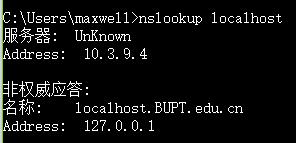 C:\Users\maxwell>nslookup localhost
服务器:  UnKnown
Address:  10.3.9.4
非权威应答:
名称:    localhost.BUPT.edu.cn
Address:  127.0.0.1